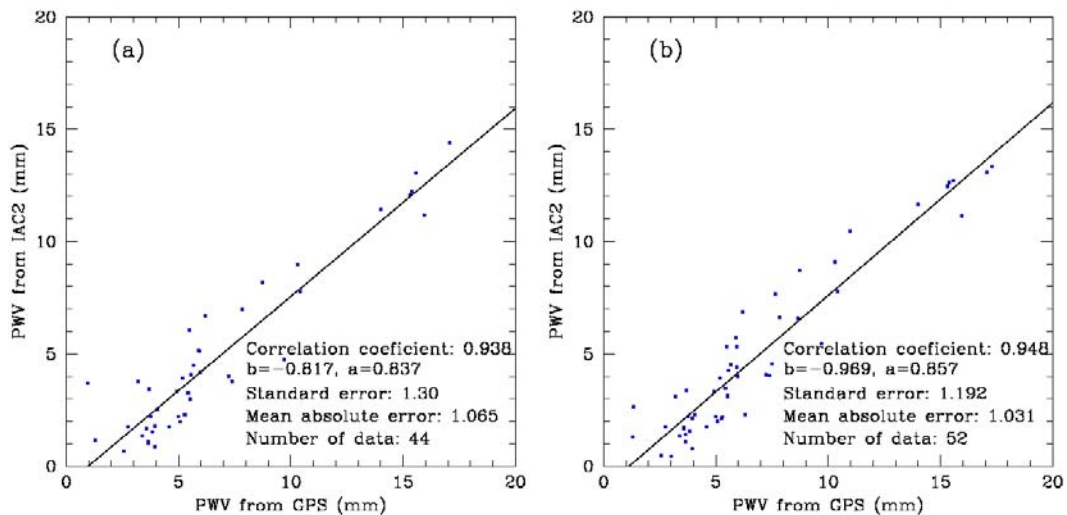 20
(a)
15
10
5
0
PWV from IAC2 (mm)
Correlation coeficient: 0.938
b=−0.817, a=0.837
Standard error: 1.30
Mean absolute error: 1.065
Number of data: 44
0 5 10 15 20
PWV from GPS (mm)
20
(b)
15
10
5
0
PWV from IAC2 (mm)
Correlation coeficient: 0.948
b=−0.969, a=0.857
Standard error: 1.192
Mean absolute error: 1.031
Number of data: 52
0 5 10 15 20
PWV from GPS (mm)